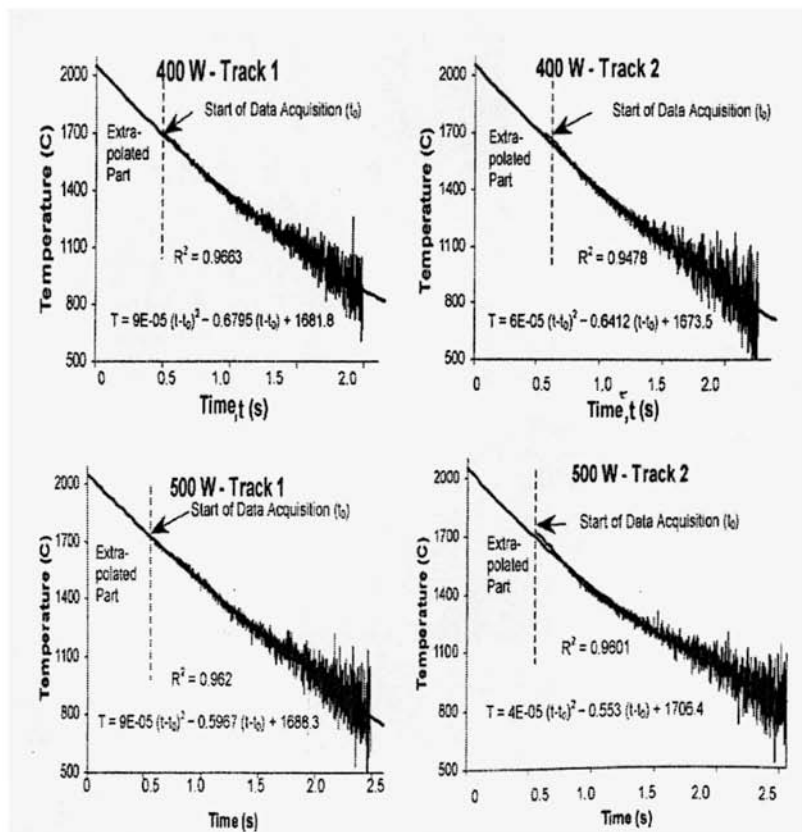 400 W - Track 1
2000
1700
1400
1100
800
500
Temperature (C)
Start of Data Acquisition (t₀)
Extra-
polated
Part
R² = 0.9663
T = 9E-05 (t-t₀)² – 0.6795 (t-t₀) + 1681.8
0 0.5 1.0 1.5 2.0
Time,t (s)
400 W - Track 2
2000
1700
1400
1100
800
500
Temperature (C)
Start of Data Acquisition (t₀)
Extra-
polated
Part
R² = 0.9478
T = 6E-05 (t-t₀)² – 0.6412 (t-t₀) + 1673.5
0 0.5 1.0 1.5 2.0
Time,t (s)
500 W - Track 1
2000
1700
1400
1100
800
500
Temperature (C)
Start of Data Acquisition (t₀)
Extra-
polated
Part
R² = 0.962
T = 9E-05 (t-t₀)² – 0.5967 (t-t₀) + 1688.3
0 0.5 1.0 1.5 2.0 2.5
Time (s)
500 W - Track 2
2000
1700
1400
1100
800
500
Temperature (C)
Start of Data Acquisition (t₀)
Extra-
polated
Part
R² = 0.9601
T = 4E-05 (t-t₀)² – 0.553 (t-t₀) + 1706.4
0 0.5 1.0 1.5 2.0 2.5
Time (s)